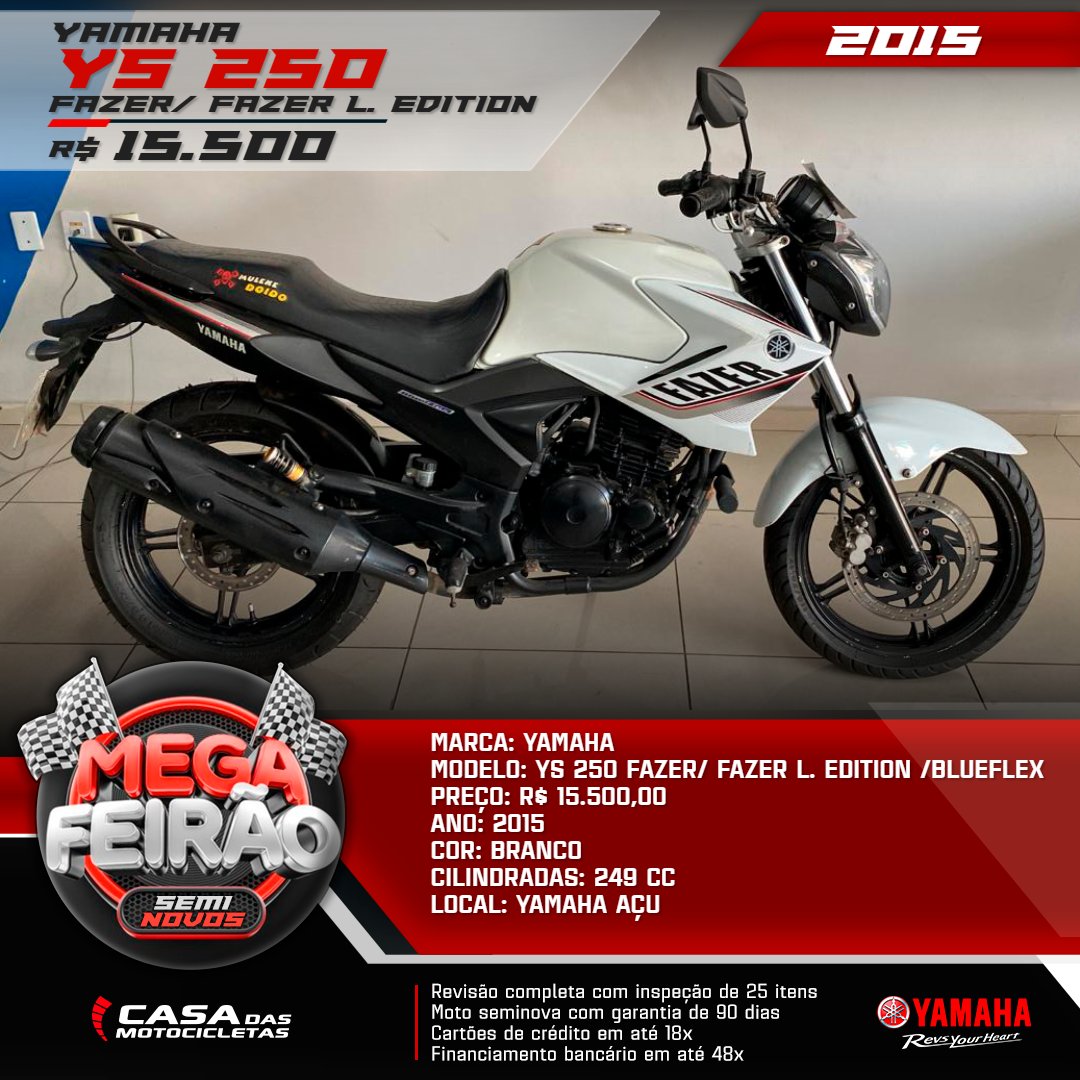 YAMAHA
YS 250
FAZER/ FAZER L. EDITION
R$ 15.500
2015
MULEKE
DOIDO
YAMAHA
FAZER
MEGA
FEIRÃO
SEMI
NOVOS
MARCA: YAMAHA
MODELO: YS 250 FAZER/ FAZER L. EDITION /BLUEFLEX
PREÇO: R$ 15.500,00
ANO: 2015
COR: BRANCO
CILINDRADAS: 249 CC
LOCAL: YAMAHA AÇU
CASA DAS
MOTOCICLETAS
Revisão completa com inspeção de 25 itens
Moto seminova com garantia de 90 dias
Cartões de crédito em até 18x
Financiamento bancário em até 48x
YAMAHA
Revs Your Heart